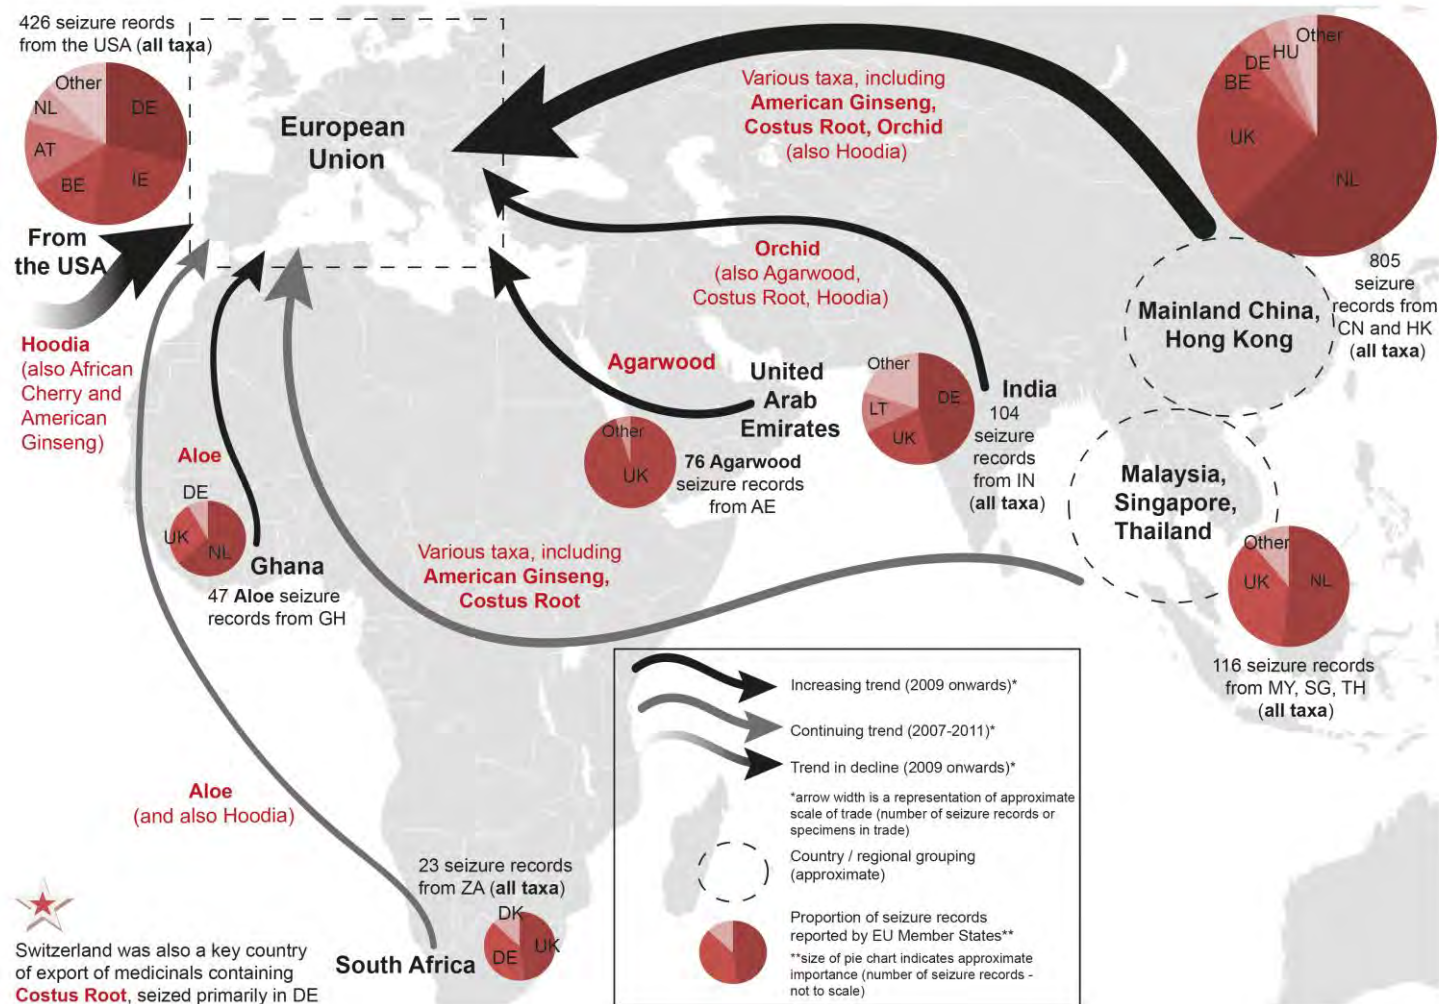 426 seizure records
from the USA (all taxa)
Other
NL
DE
AT
BE
IE
From
the USA
Hoodia
(also African
Cherry and
American
Ginseng)
European
Union
Various taxa, including
American Ginseng,
Costus Root, Orchid
(also Hoodia)
Other
HU
DE
BE
UK
NL
805
seizure
records from
CN and HK
(all taxa)
Mainland China,
Hong Kong
Orchid
(also Agarwood,
Costus Root, Hoodia)
Agarwood
United
Arab
Emirates
Other
UK
76 Agarwood
seizure records
from AE
Other
LT
DE
UK
India
104
seizure
records
from IN
(all taxa)
Malaysia,
Singapore,
Thailand
Other
UK
NL
116 seizure records
from MY, SG, TH
(all taxa)
Aloe
DE
UK
NL
Ghana
47 Aloe seizure
records from GH
Various taxa, including
American Ginseng,
Costus Root
Aloe
(and also Hoodia)
23 seizure records
from ZA (all taxa)
DK
UK
DE
South Africa
Switzerland was also a key country
of export of medicinals containing
Costus Root, seized primarily in DE
Increasing trend (2009 onwards)*
Continuing trend (2007-2011)*
Trend in decline (2009 onwards)*
*arrow width is a representation of approximate
scale of trade (number of seizure records or
specimens in trade)
Country / regional grouping
(approximate)
Proportion of seizure records
reported by EU Member States**
**size of pie chart indicates approximate
importance (number of seizure records -
not to scale)